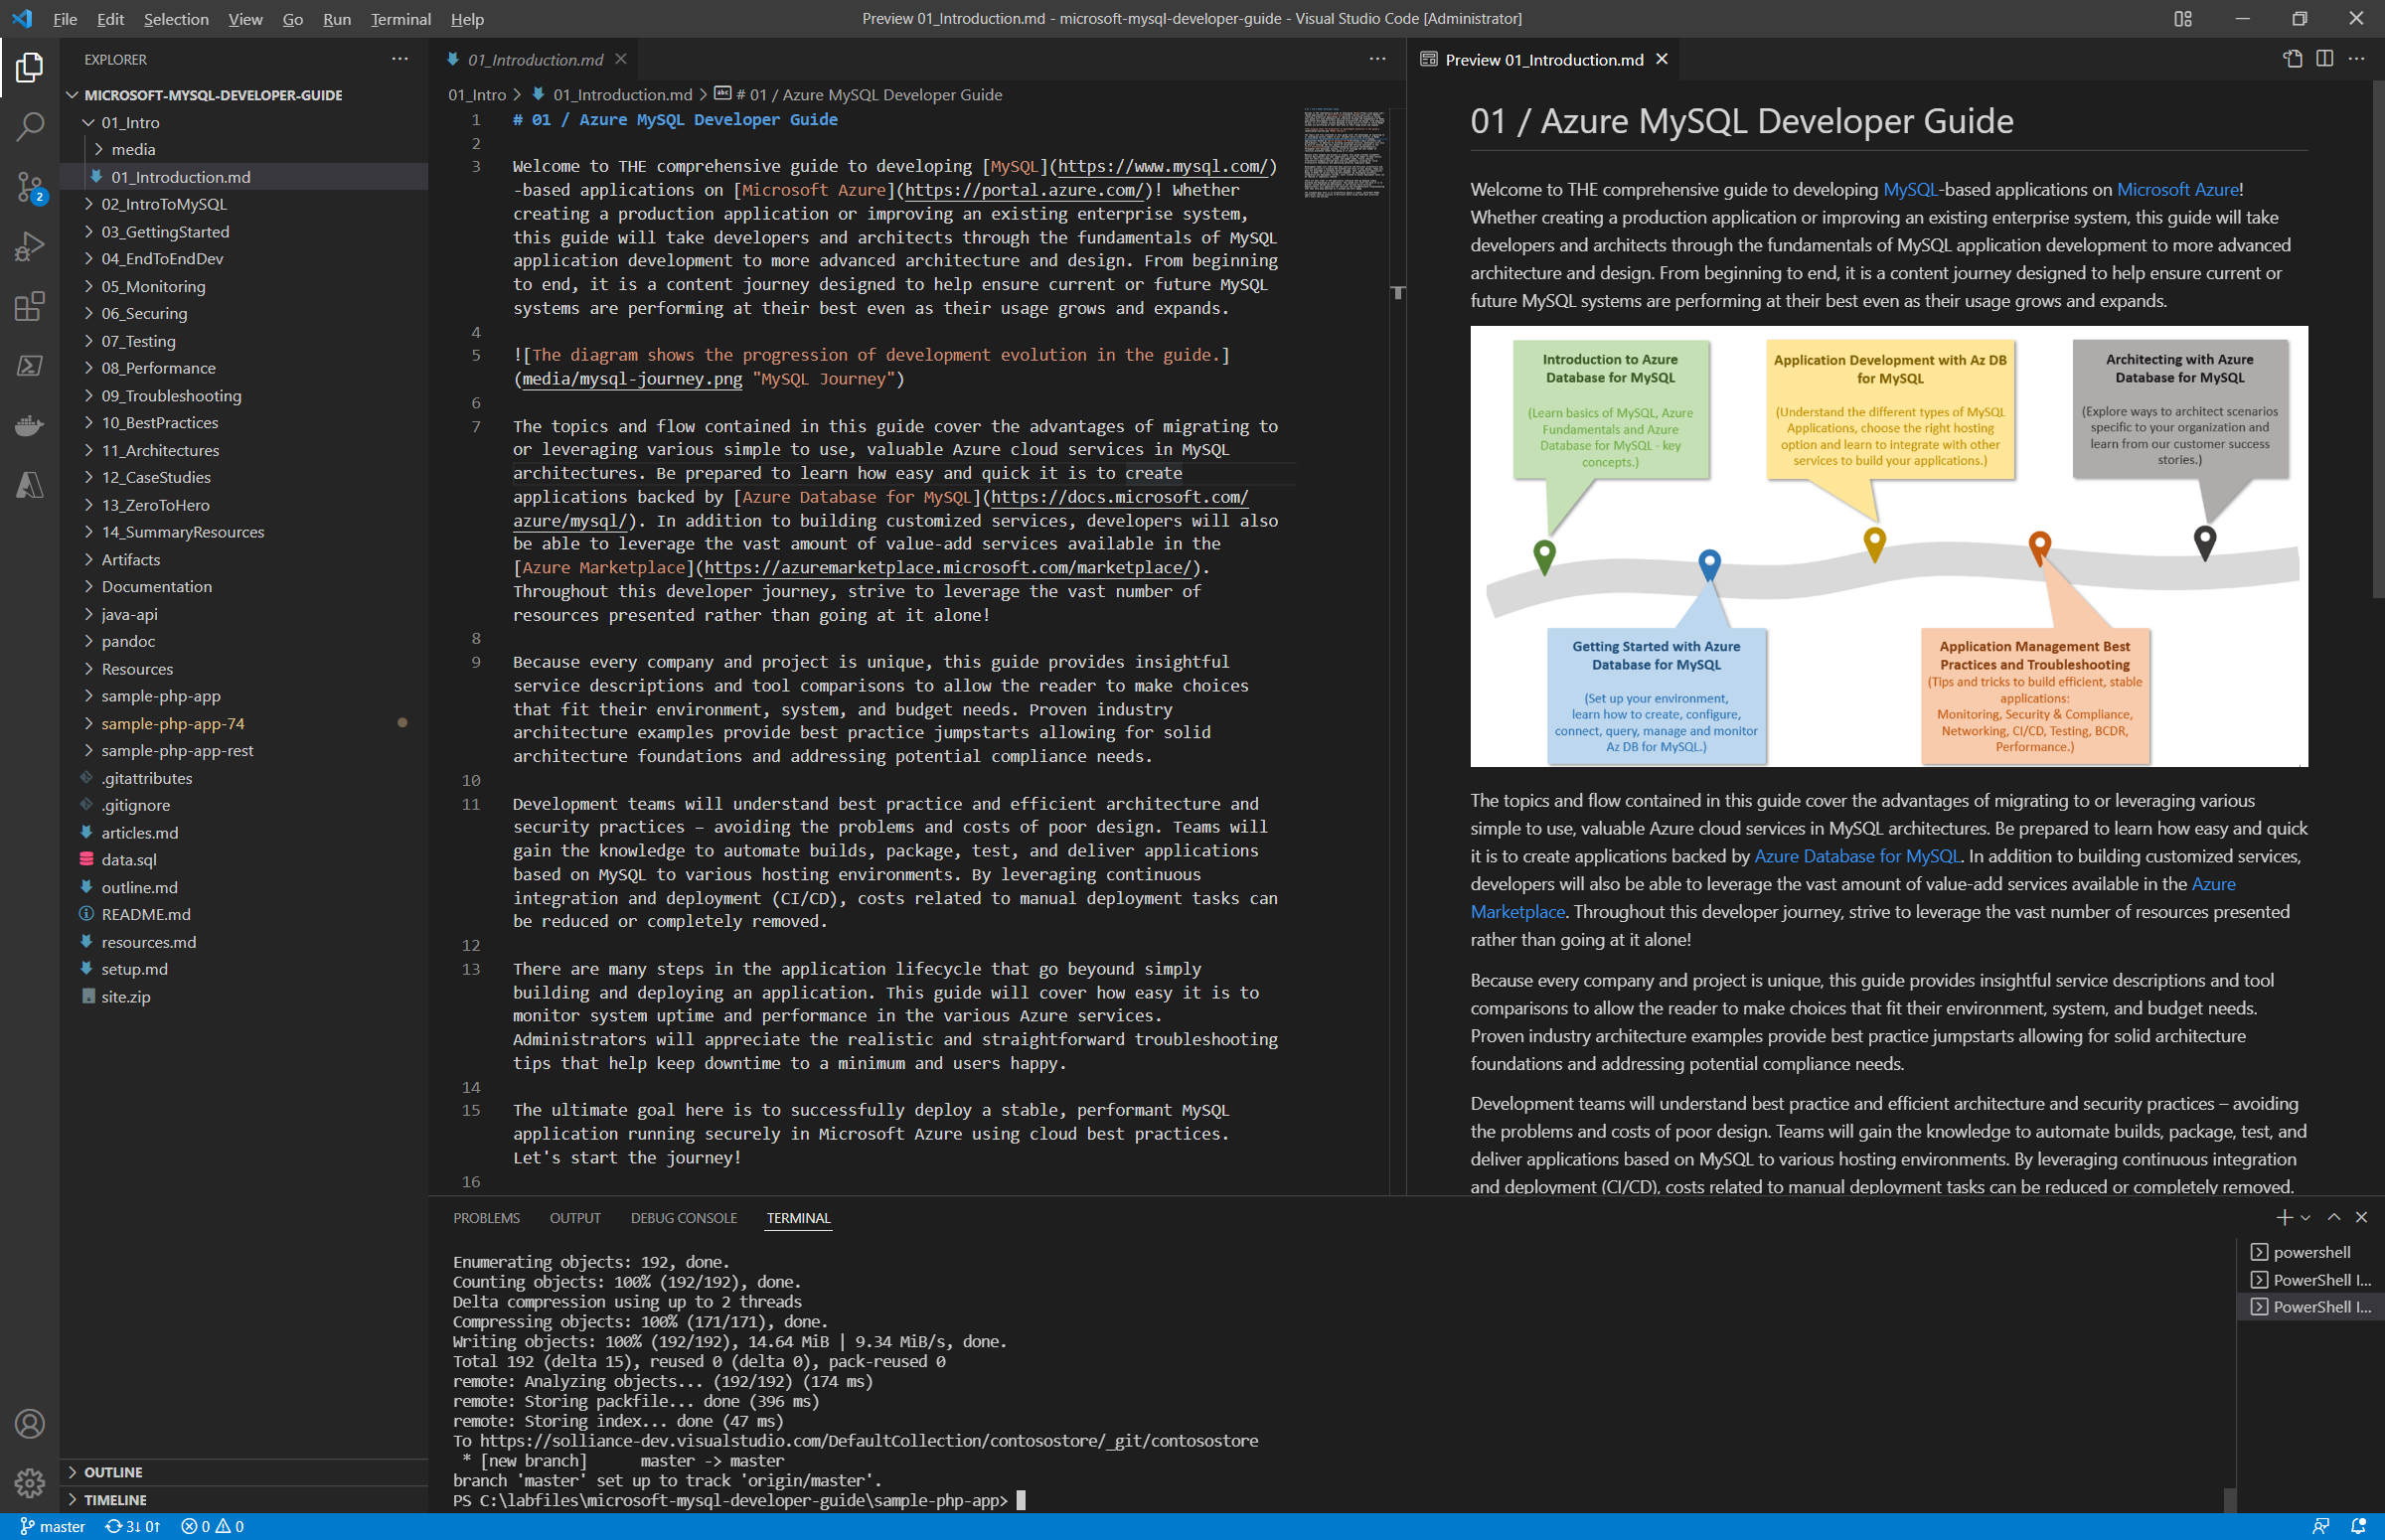 File Edit Selection View Go Run Terminal Help
Preview 01_Introduction.md - microsoft-mysql-developer-guide - Visual Studio Code [Administrator]
EXPLORER
MICROSOFT-MYSQL-DEVELOPER-GUIDE
01_Intro
media
01_Introduction.md
2
02_IntroToMySQL
03_GettingStarted
04_EndToEndDev
05_Monitoring
06_Securing
07_Testing
08_Performance
09_Troubleshooting
10_BestPractices
11_Architectures
12_CaseStudies
13_ZeroToHero
14_SummaryResources
Artifacts
Documentation
java-api
pandoc
Resources
sample-php-app
sample-php-app-74
sample-php-app-rest
.gitattributes
.gitignore
articles.md
data.sql
outline.md
README.md
resources.md
setup.md
site.zip
OUTLINE
TIMELINE
01_Introduction.md
01_Intro > 01_Introduction.md > # 01 / Azure MySQL Developer Guide
1 # 01 / Azure MySQL Developer Guide
2
3 Welcome to THE comprehensive guide to developing [MySQL](https://www.mysql.com/)
-based applications on [Microsoft Azure](https://portal.azure.com/)! Whether
creating a production application or improving an existing enterprise system,
this guide will take developers and architects through the fundamentals of MySQL
application development to more advanced architecture and design. From beginning
to end, it is a content journey designed to help ensure current or future MySQL
systems are performing at their best even as their usage grows and expands.
4
5 ![The diagram shows the progression of development evolution in the guide.]
(media/mysql-journey.png "MySQL Journey")
6
7 The topics and flow contained in this guide cover the advantages of migrating to
or leveraging various simple to use, valuable Azure cloud services in MySQL
architectures. Be prepared to learn how easy and quick it is to create
applications backed by [Azure Database for MySQL](https://docs.microsoft.com/
azure/mysql/). In addition to building customized services, developers will also
be able to leverage the vast amount of value-add services available in the
[Azure Marketplace](https://azuremarketplace.microsoft.com/marketplace/).
Throughout this developer journey, strive to leverage the vast number of
resources presented rather than going at it alone!
8
9 Because every company and project is unique, this guide provides insightful
service descriptions and tool comparisons to allow the reader to make choices
that fit their environment, system, and budget needs. Proven industry
architecture examples provide best practice jumpstarts allowing for solid
architecture foundations and addressing potential compliance needs.
10
11 Development teams will understand best practice and efficient architecture and
security practices – avoiding the problems and costs of poor design. Teams will
gain the knowledge to automate builds, package, test, and deliver applications
based on MySQL to various hosting environments. By leveraging continuous
integration and deployment (CI/CD), costs related to manual deployment tasks can
be reduced or completely removed.
12
13 There are many steps in the application lifecycle that go beyound simply
building and deploying an application. This guide will cover how easy it is to
monitor system uptime and performance in the various Azure services.
Administrators will appreciate the realistic and straightforward troubleshooting
tips that help keep downtime to a minimum and users happy.
14
15 The ultimate goal here is to successfully deploy a stable, performant MySQL
application running securely in Microsoft Azure using cloud best practices.
Let's start the journey!
16
Preview 01_Introduction.md
01 / Azure MySQL Developer Guide
Welcome to THE comprehensive guide to developing MySQL-based applications on Microsoft Azure!
Whether creating a production application or improving an existing enterprise system, this guide will take
developers and architects through the fundamentals of MySQL application development to more advanced
architecture and design. From beginning to end, it is a content journey designed to help ensure current or
future MySQL systems are performing at their best even as their usage grows and expands.
Introduction to Azure
Database for MySQL
(Learn basics of MySQL, Azure
Fundamentals and Azure
Database for MySQL - key
concepts.)
Application Development with Az DB
for MySQL
(Understand the different types of MySQL
Applications, choose the right hosting
option and learn to integrate with other
services to build your applications.)
Architecting with Azure
Database for MySQL
(Explore ways to architect scenarios
specific to your organization and
learn from our customer success
stories.)
Getting Started with Azure
Database for MySQL
(Set up your environment,
learn how to create, configure,
connect, query, manage and monitor
Az DB for MySQL.)
Application Management Best
Practices and Troubleshooting
(Tips and tricks to build efficient, stable
applications:
Monitoring, Security & Compliance,
Networking, CI/CD, Testing, BCDR,
Performance.)
The topics and flow contained in this guide cover the advantages of migrating to or leveraging various
simple to use, valuable Azure cloud services in MySQL architectures. Be prepared to learn how easy and quick
it is to create applications backed by Azure Database for MySQL. In addition to building customized services,
developers will also be able to leverage the vast amount of value-add services available in the Azure
Marketplace. Throughout this developer journey, strive to leverage the vast number of resources presented
rather than going at it alone!
Because every company and project is unique, this guide provides insightful service descriptions and tool
comparisons to allow the reader to make choices that fit their environment, system, and budget needs.
Proven industry architecture examples provide best practice jumpstarts allowing for solid architecture
foundations and addressing potential compliance needs.
Development teams will understand best practice and efficient architecture and security practices – avoiding
the problems and costs of poor design. Teams will gain the knowledge to automate builds, package, test, and
deliver applications based on MySQL to various hosting environments. By leveraging continuous integration
and deployment (CI/CD), costs related to manual deployment tasks can be reduced or completely removed.
PROBLEMS OUTPUT DEBUG CONSOLE TERMINAL
Enumerating objects: 192, done.
Counting objects: 100% (192/192), done.
Delta compression using up to 2 threads
Compressing objects: 100% (171/171), done.
Writing objects: 100% (192/192), 14.64 MiB | 9.34 MiB/s, done.
Total 192 (delta 15), reused 0 (delta 0), pack-reused 0
remote: Analyzing objects... (192/192) (174 ms)
remote: Storing packfile... done (396 ms)
remote: Storing index... done (47 ms)
To https://solliance-dev.visualstudio.com/DefaultCollection/contosostore/_git/contosostore
* [new branch] master -> master
branch 'master' set up to track 'origin/master'.
PS C:\labfiles\microsoft-mysql-developer-guide\sample-php-app>
powershell
PowerShell I...
PowerShell I...
master 3↓ 0↑ 0 0